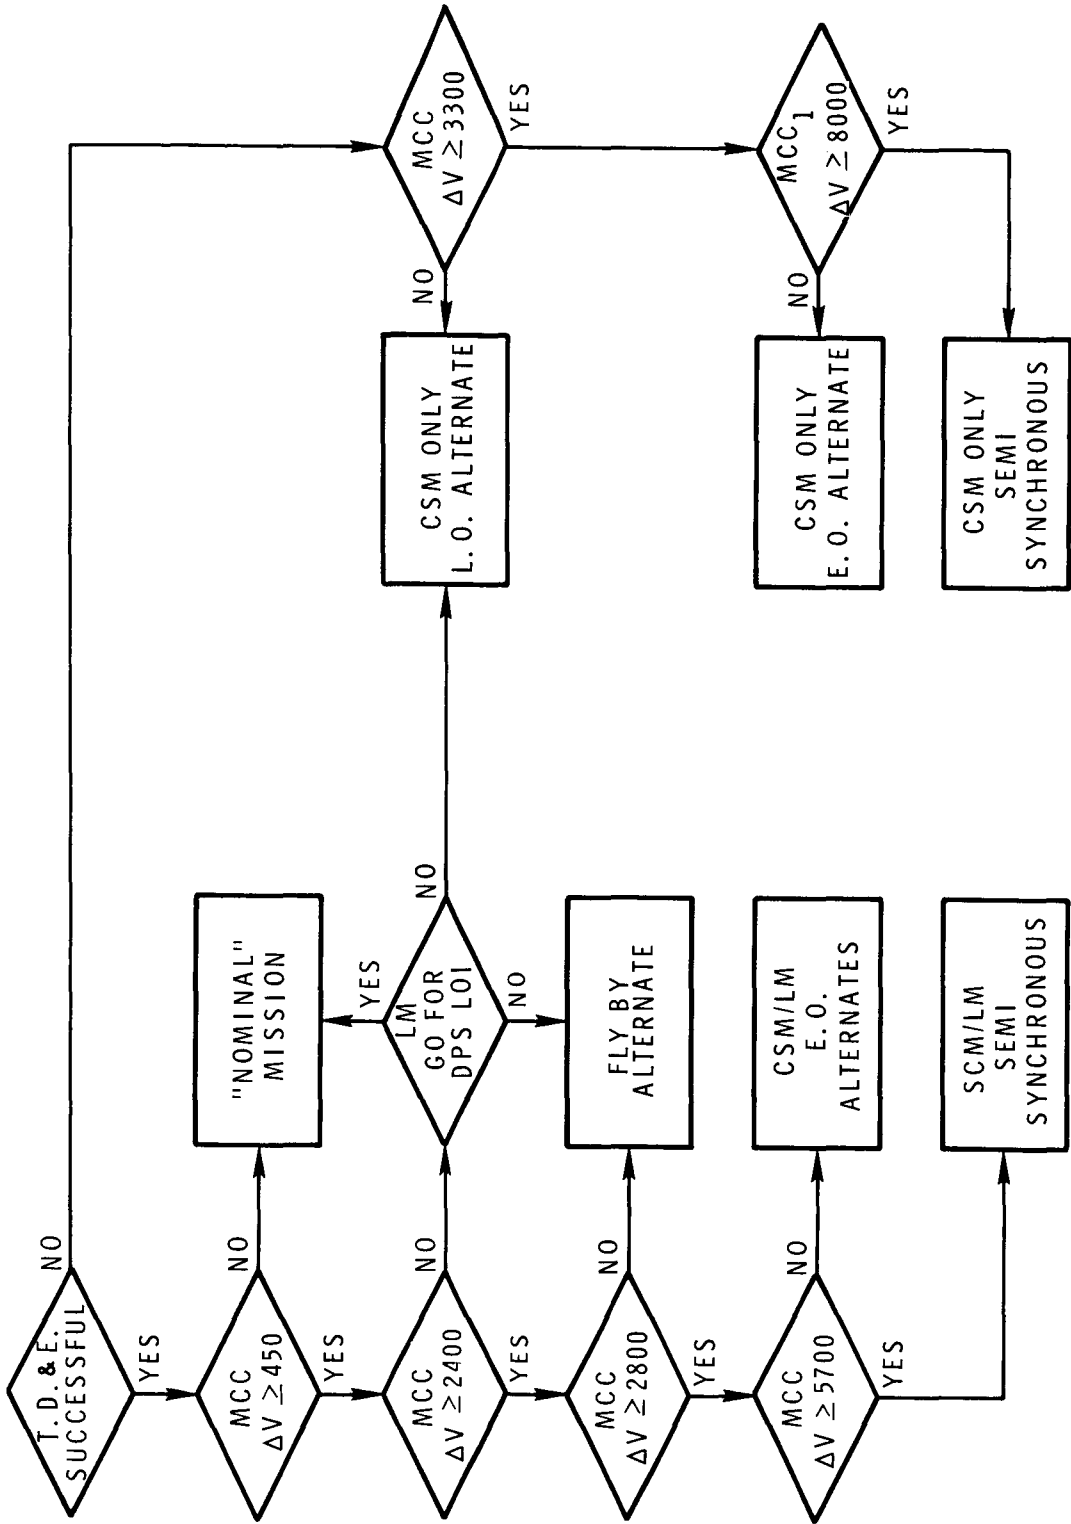 T.D.&E.
SUCCESSFUL
NO
YES
MCC
ΔV ≥ 450
NO
YES
"NOMINAL"
MISSION
MCC
ΔV ≥ 2400
NO
YES
LM
GO FOR
DPS LOI
YES
NO
NO
CSM ONLY
L.O. ALTERNATE
NO
MCC
ΔV ≥ 3300
YES
MCC
ΔV ≥ 2800
NO
YES
FLY BY
ALTERNATE
MCC
ΔV ≥ 5700
NO
YES
CSM/LM
E.O.
ALTERNATES
CSM ONLY
E.O. ALTERNATE
NO
MCC1
ΔV ≥ 8000
YES
SCM/LM
SEMI
SYNCHRONOUS
CSM ONLY
SEMI
SYNCHRONOUS